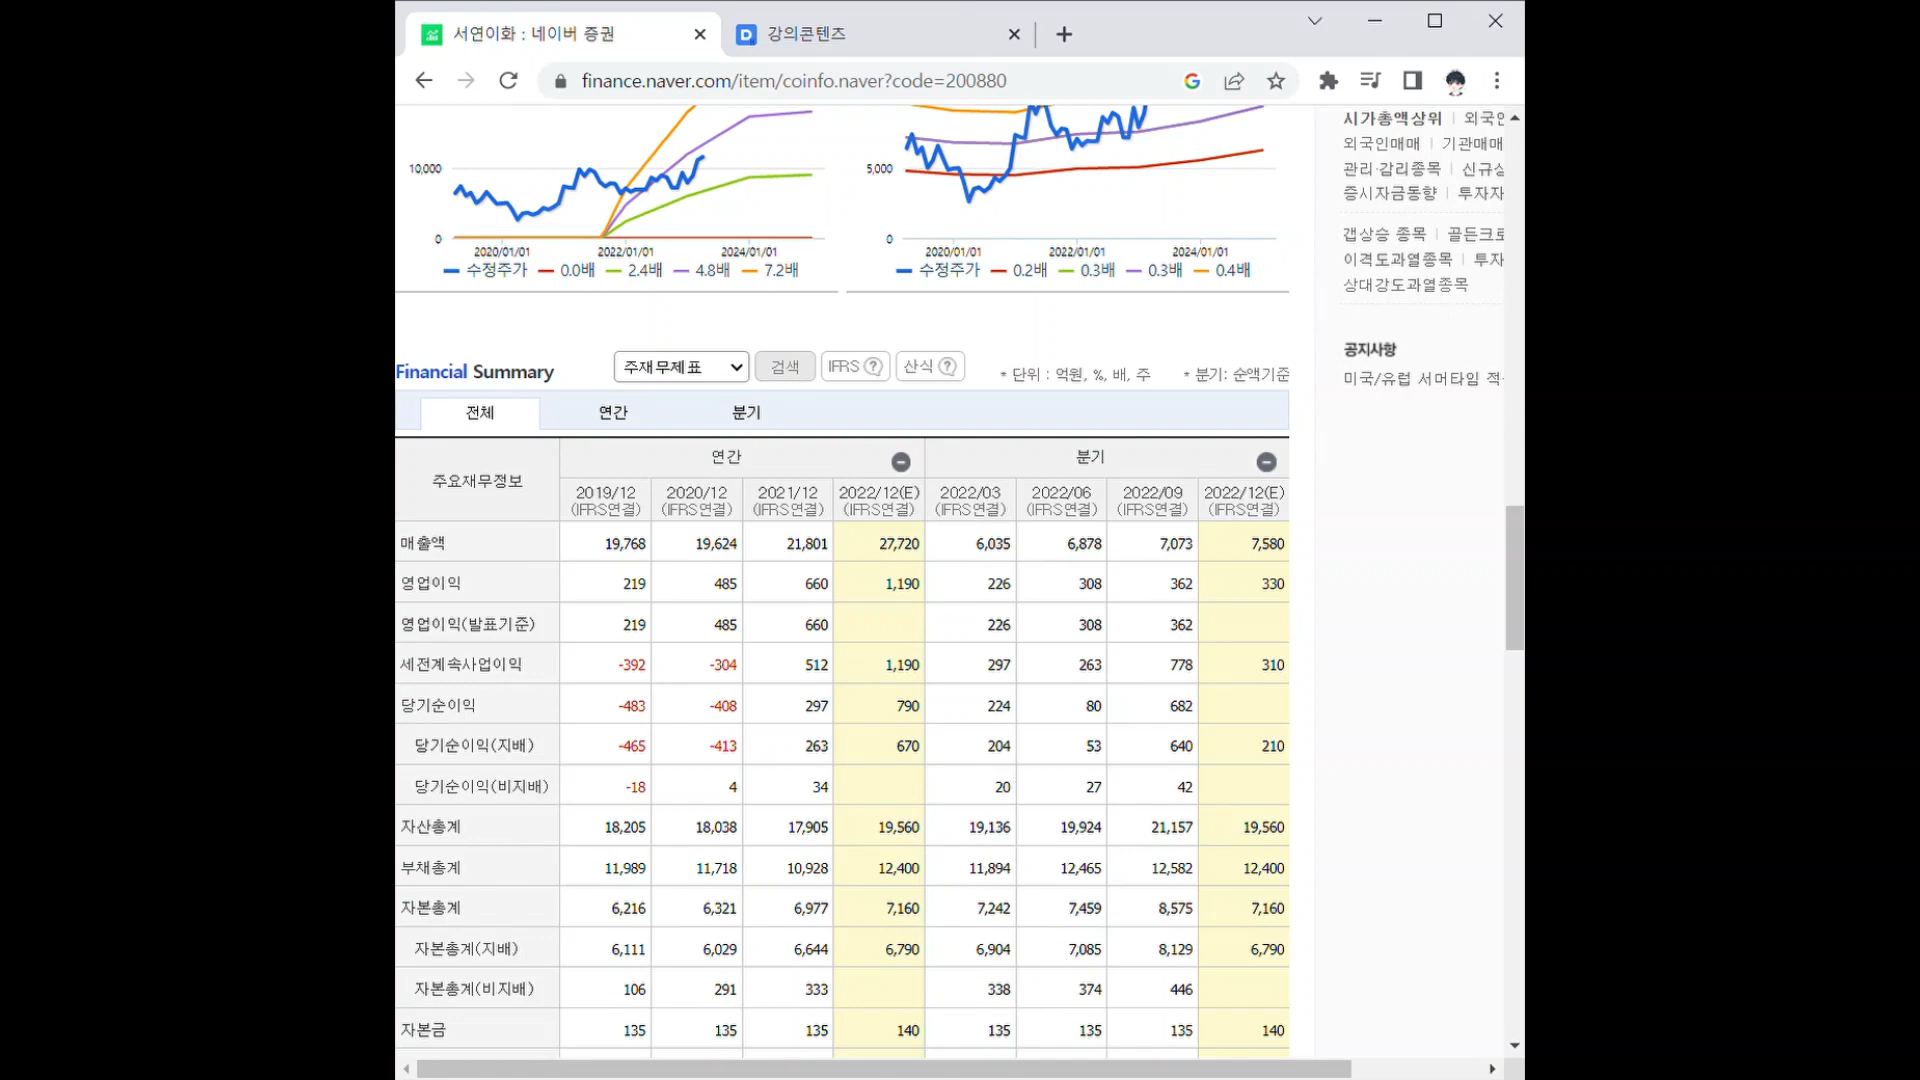 서연이화 : 네이버 증권
강의콘텐츠
finance.naver.com/item/coinfo.naver?code=200880
10,000
0
2020/01/01 2022/01/01 2024/01/01
수정주가 0.0배 2.4배 4.8배 7.2배
5,000
0
2020/01/01 2022/01/01 2024/01/01
수정주가 0.2배 0.3배 0.3배 0.4배
시가총액상위 외국인
외국인매매 기관매매
관리·감리종목 신규상
증시자금동향 투자자
갭상승 종목 골든크로
이격도과열종목 투자
상대강도과열종목
공지사항
미국/유럽 서머타임 적
Financial Summary 주재무제표 검색 IFRS ? 산식 ? * 단위 : 억원, %, 배, 주 * 분기: 순액기준
전체 연간 분기
주요재무정보 연간 분기
2019/12 2020/12 2021/12 2022/12(E) 2022/03 2022/06 2022/09 2022/12(E)
(IFRS연결) (IFRS연결) (IFRS연결) (IFRS연결) (IFRS연결) (IFRS연결) (IFRS연결) (IFRS연결)
매출액 19,768 19,624 21,801 27,720 6,035 6,878 7,073 7,580
영업이익 219 485 660 1,190 226 308 362 330
영업이익(발표기준) 219 485 660 226 308 362
세전계속사업이익 -392 -304 512 1,190 297 263 778 310
당기순이익 -483 -408 297 790 224 80 682
당기순이익(지배) -465 -413 263 670 204 53 640 210
당기순이익(비지배) -18 4 34 20 27 42
자산총계 18,205 18,038 17,905 19,560 19,136 19,924 21,157 19,560
부채총계 11,989 11,718 10,928 12,400 11,894 12,465 12,582 12,400
자본총계 6,216 6,321 6,977 7,160 7,242 7,459 8,575 7,160
자본총계(지배) 6,111 6,029 6,644 6,790 6,904 7,085 8,129 6,790
자본총계(비지배) 106 291 333 338 374 446
자본금 135 135 135 140 135 135 135 140